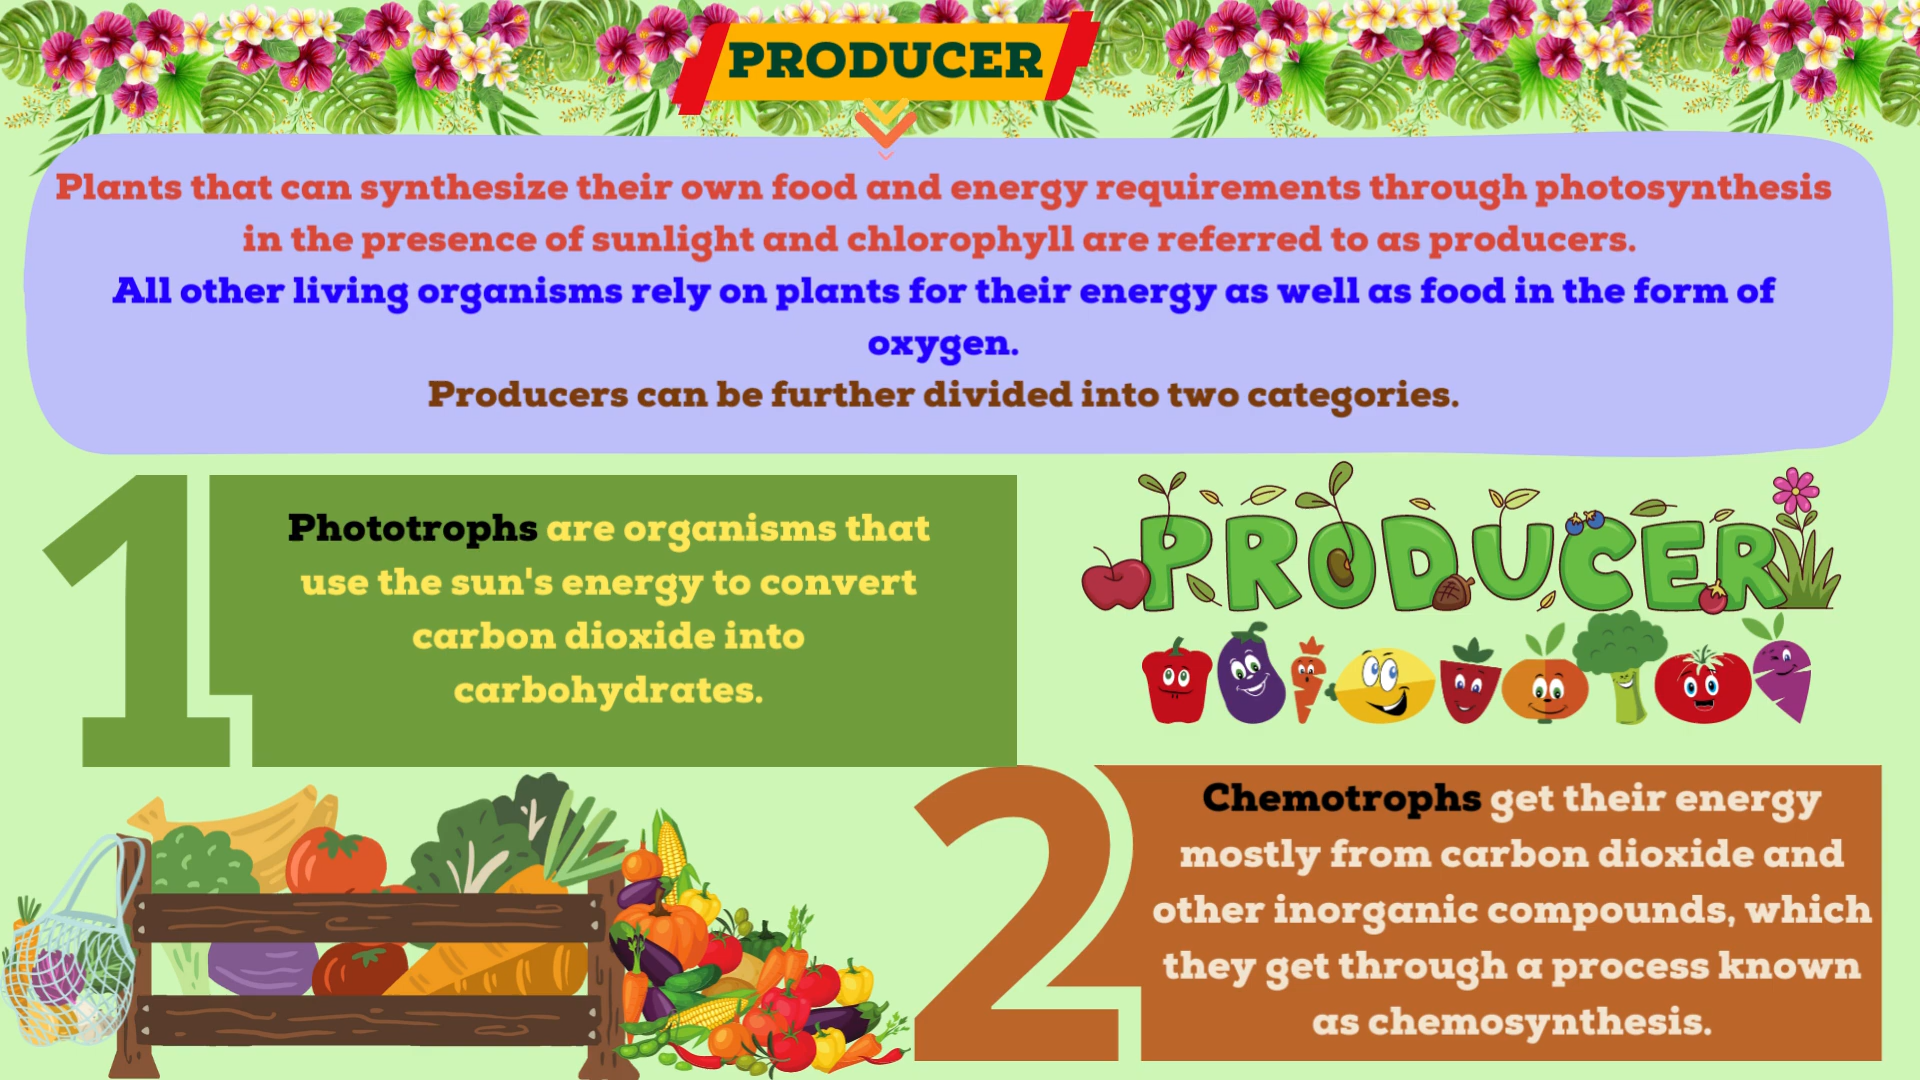 PRODUCER
Plants that can synthesize their own food and energy requirements through photosynthesis
in the presence of sunlight and chlorophyll are referred to as producers.
All other living organisms rely on plants for their energy as well as food in the form of
oxygen.
Producers can be further divided into two categories.
1
Phototrophs are organisms that
use the sun's energy to convert
carbon dioxide into
carbohydrates.
PRODUCER
2
Chemotrophs get their energy
mostly from carbon dioxide and
other inorganic compounds, which
they get through a process known
as chemosynthesis.